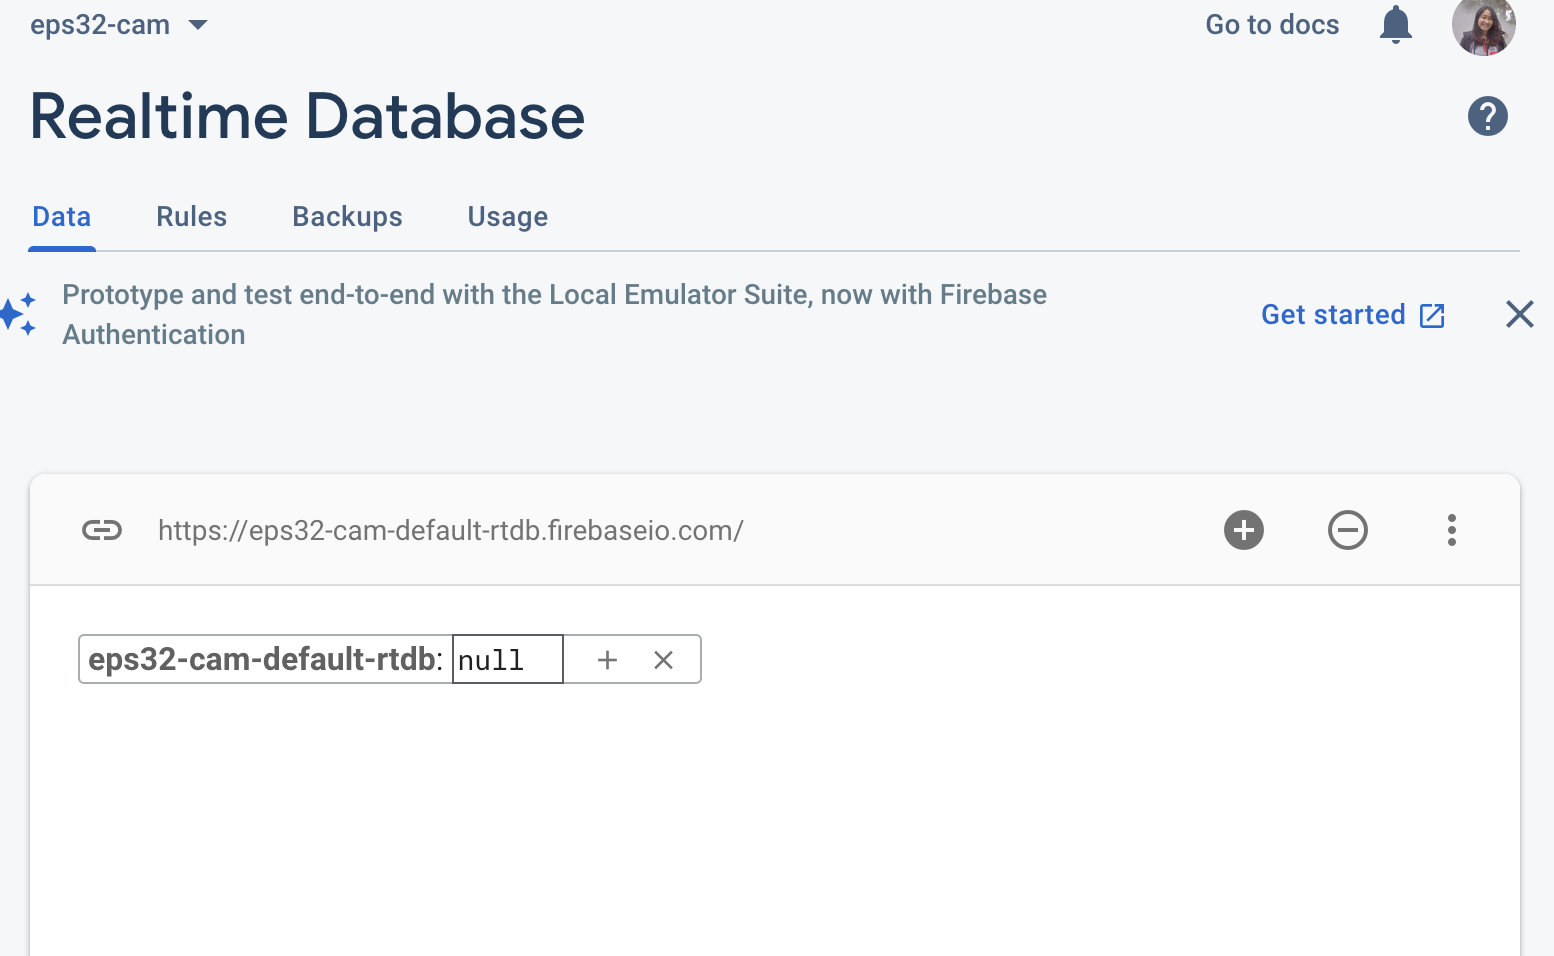 eps32-cam
Go to docs
Realtime Database
Data Rules Backups Usage
Prototype and test end-to-end with the Local Emulator Suite, now with Firebase
Authentication
Get started
https://eps32-cam-default-rtdb.firebaseio.com/
eps32-cam-default-rtdb: null